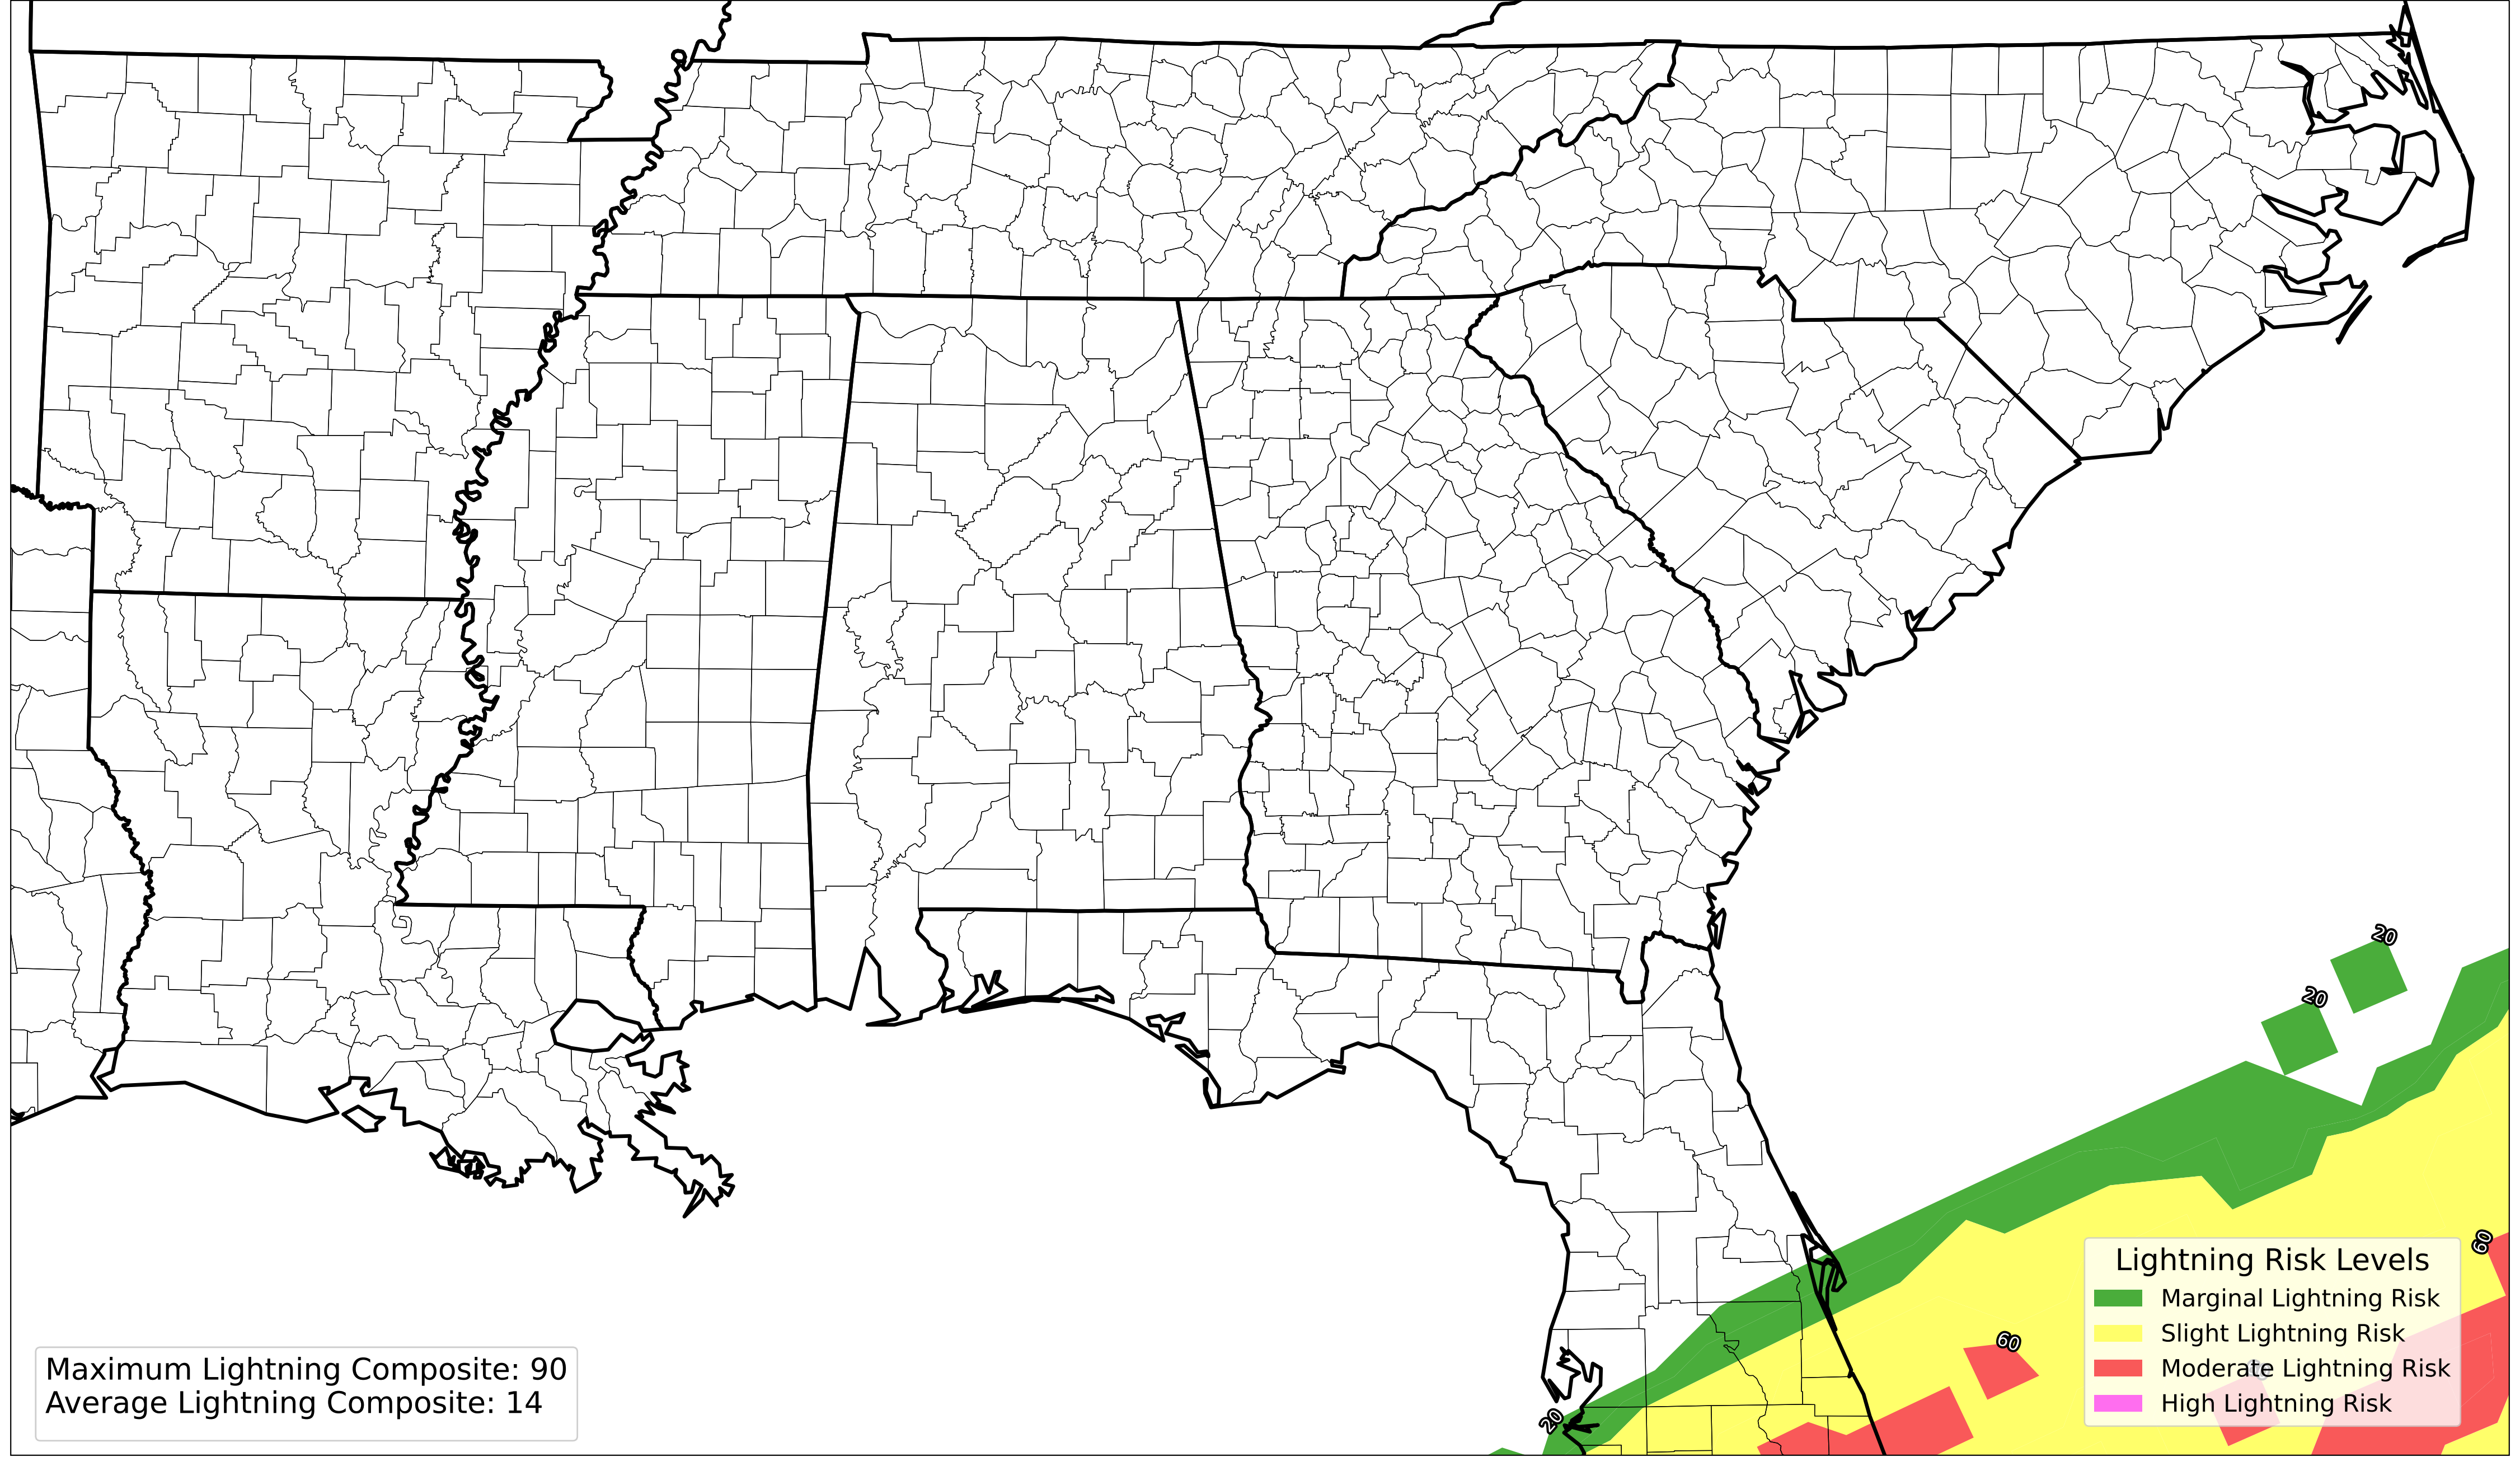 20
20
60
Lightning Risk Levels
Marginal Lightning Risk
Slight Lightning Risk
60
Moderate Lightning Risk
High Lightning Risk
Maximum Lightning Composite: 90
Average Lightning Composite: 14
20